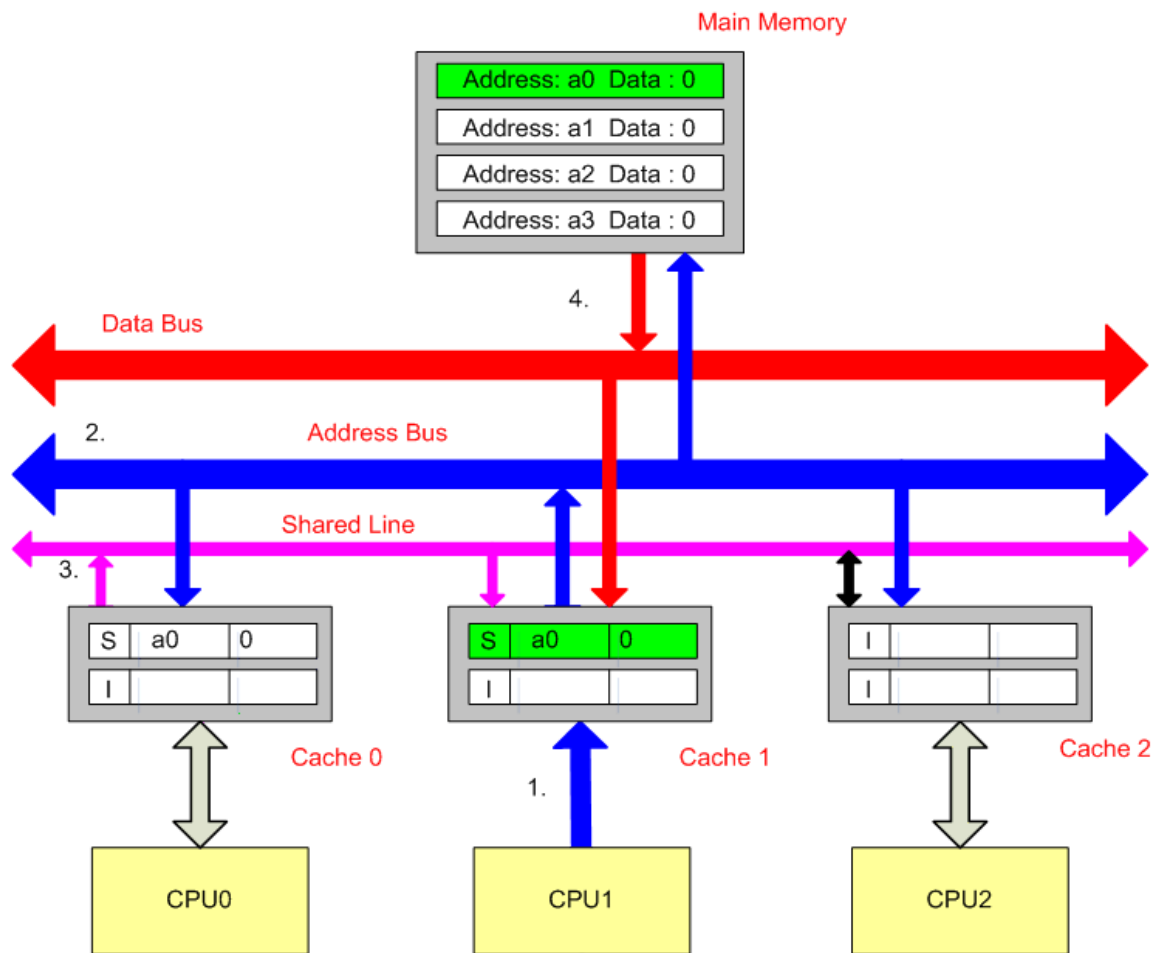 Main Memory
Address: a0 Data : 0
Address: a1 Data : 0
Address: a2 Data : 0
Address: a3 Data : 0
4.
Data Bus
2.
Address Bus
Shared Line
3.
S a0 0
I
S a0 0
I
I
I
Cache 0
Cache 1
Cache 2
1.
CPU0
CPU1
CPU2